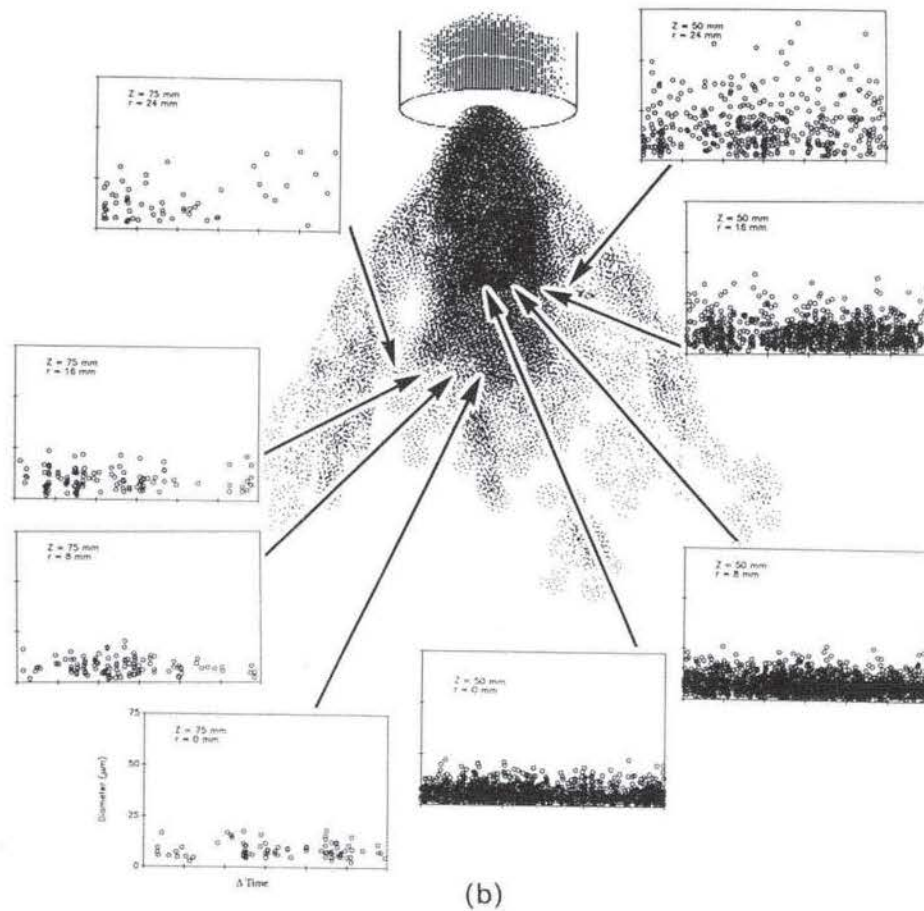 Z = 75 mm
r = 24 mm
Z = 50 mm
r = 24 mm
Z = 50 mm
r = 16 mm
Z = 75 mm
r = 16 mm
Z = 75 mm
r = 8 mm
Z = 50 mm
r = 8 mm
Z = 50 mm
r = 0 mm
75
50
25
0
Diameter (μm)
Z = 75 mm
r = 0 mm
Δ Time
(b)